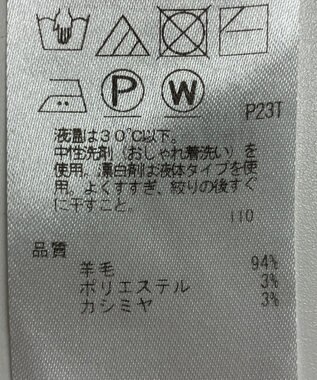 P W
P23T
液温は30℃以下。
中性洗剤（おしゃれ着洗い）を
使用。漂白剤は液体タイプを使
用。よくすすぎ、絞りの後すぐ
に干すこと。
110
品質
羊毛 94%
ポリエステル 3%
カシミヤ 3%